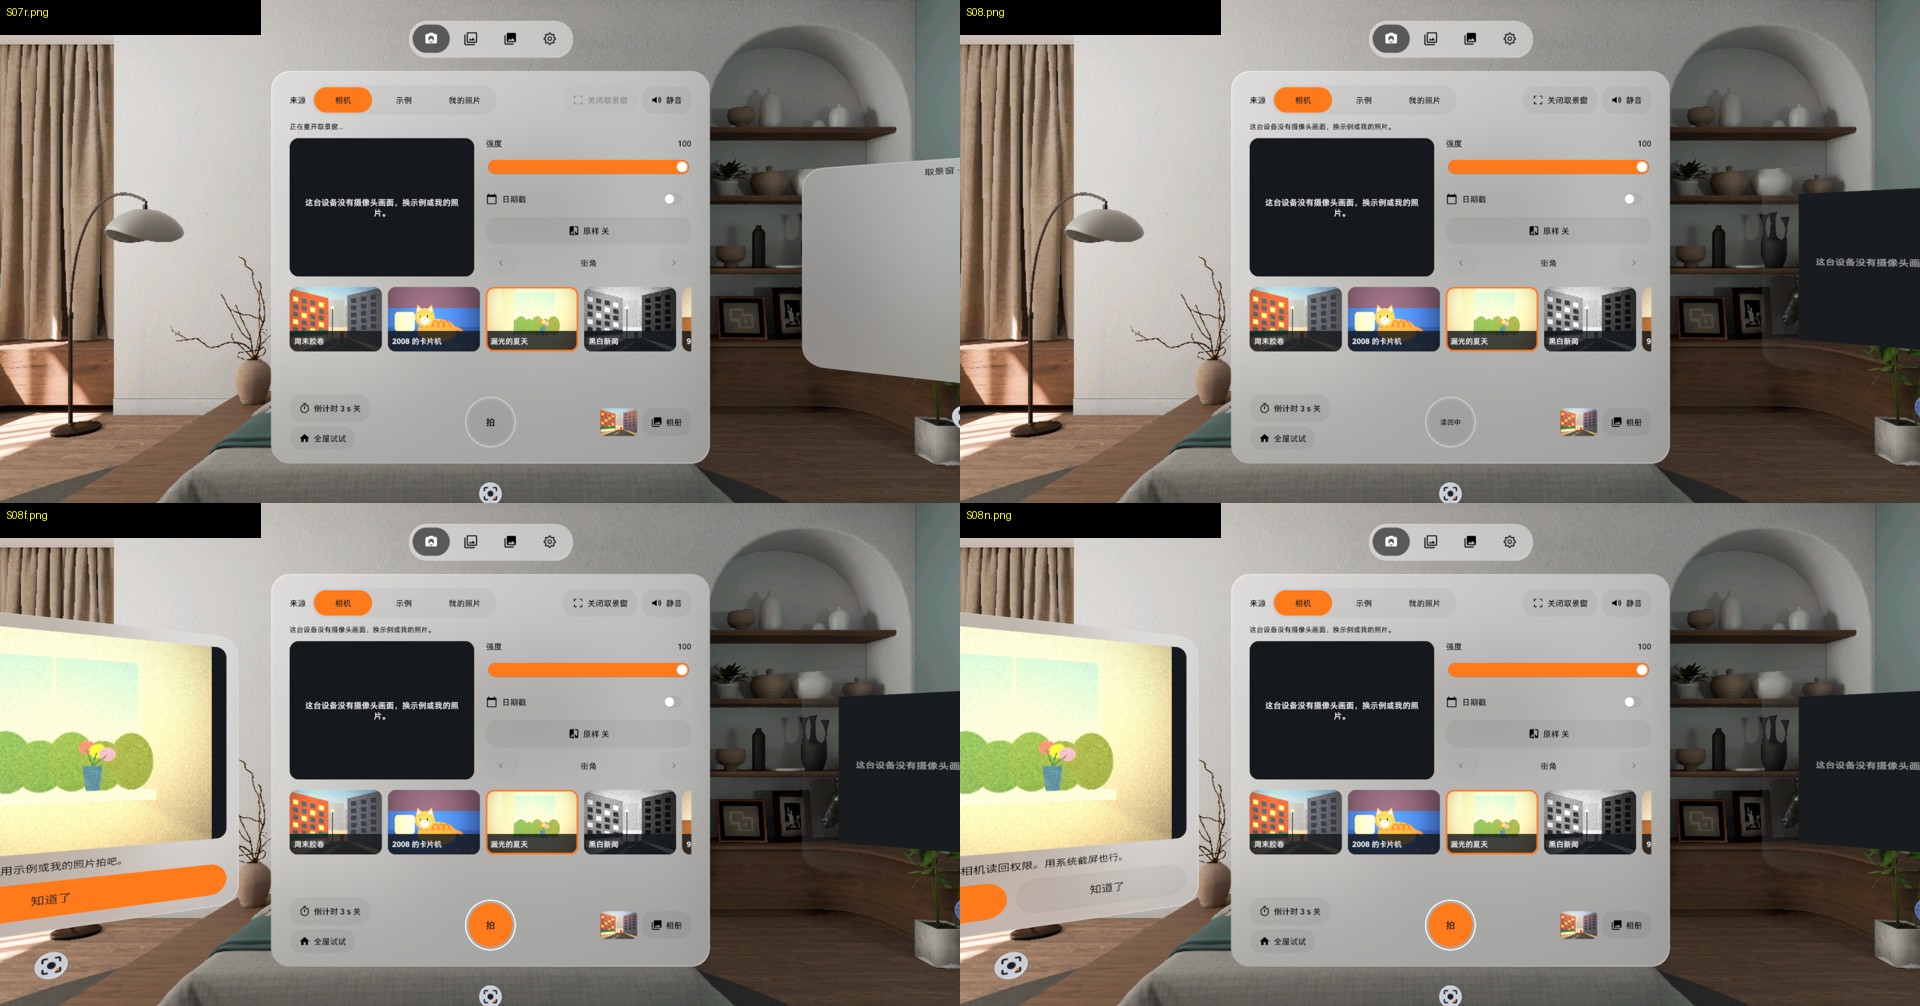 S07r.png
来源
相机
示例
我的照片
关闭取景窗
静音
正在重开取景窗...
强度
100
这台设备没有摄像头画面，换示例或我的照
片。
日期戳
原样 关
街角
取景窗
周末胶卷
2008 的卡片机
漏光的夏天
黑白新闻
9
倒计时 3 s 关
拍
相册
全屋试试
S08.png
来源
相机
示例
我的照片
关闭取景窗
静音
这台设备没有摄像头画面，换示例或我的照片。
强度
100
这台设备没有摄像头画面，换示例或我的照
片。
日期戳
原样 关
街角
这台设备没有摄像头画
周末胶卷
2008 的卡片机
漏光的夏天
黑白新闻
9
倒计时 3 s 关
读回中
相册
全屋试试
S08f.png
来源
相机
示例
我的照片
关闭取景窗
静音
这台设备没有摄像头画面，换示例或我的照片。
强度
100
这台设备没有摄像头画面，换示例或我的照
片。
日期戳
原样 关
街角
这台设备没有摄像头画
周末胶卷
2008 的卡片机
漏光的夏天
黑白新闻
9
用示例或我的照片拍吧。
知道了
倒计时 3 s 关
拍
相册
全屋试试
S08n.png
来源
相机
示例
我的照片
关闭取景窗
静音
这台设备没有摄像头画面，换示例或我的照片。
强度
100
这台设备没有摄像头画面，换示例或我的照
片。
日期戳
原样 关
街角
这台设备没有摄像头画
周末胶卷
2008 的卡片机
漏光的夏天
黑白新闻
9
相机读回权限。用系统截屏也行。
知道了
倒计时 3 s 关
拍
相册
全屋试试